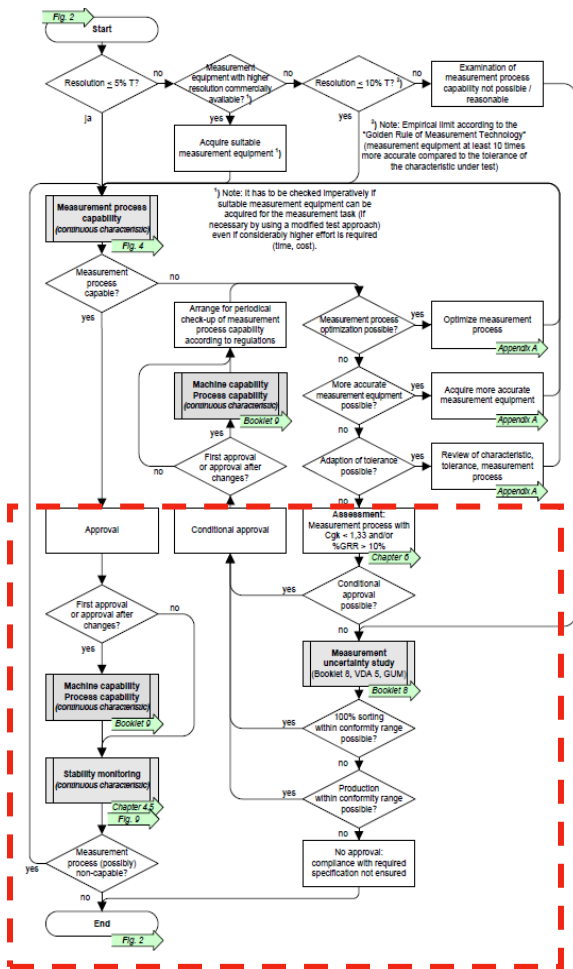 Fig. 2
Start
Resolution ≤ 5% T?
no
Measurement
equipment with higher
resolution commercially
available? ¹)
no
Resolution ≤ 10% T? ²)
no
Examination of
measurement process
capability not possible /
reasonable
ja
yes
yes
Acquire suitable
measurement equipment ¹)
²) Note: Empirical limit according to the
"Golden Rule of Measurement Technology"
(measurement equipment at least 10 times
more accurate compared to the tolerance of
the characteristic under test)
¹) Note: It has to be checked imperatively if
suitable measurement equipment can be
acquired for the measurement task (if
necessary by using a modified test approach)
even if considerably higher effort is required
(time, cost).
Measurement process
capability
(continuous characteristic)
Fig. 4
Measurement
process
capable?
no
yes
Arrange for periodical
check-up of measurement
process capability
according to regulations
Measurement process
optimization possible?
yes
Optimize measurement
process
Appendix A
no
Machine capability
Process capability
(continuous characteristic)
Booklet 9
More accurate
measurement equipment
possible?
yes
Acquire more accurate
measurement equipment
Appendix A
yes
no
no
First approval
or approval after
changes?
Adaption of tolerance
possible?
yes
Review of characteristic,
tolerance, measurement
process
Appendix A
no
Approval
Conditional approval
Assessment:
Measurement process with
Cgk < 1,33 and/or
%GRR > 10%
Chapter 6
yes
Conditional
approval
possible?
First approval
or approval after
changes?
no
no
yes
Measurement
uncertainty study
(Booklet 8, VDA 5, GUM)
Booklet 8
Machine capability
Process capability
(continuous characteristic)
Booklet 9
yes
100% sorting
within conformity range
possible?
no
Stability monitoring
(continuous characteristic)
Chapter 4.5
Fig. 9
yes
Production
within conformity range
possible?
no
yes
Measurement
process (possibly)
non-capable?
No approval:
compliance with required
specification not ensured
no
End
Fig. 2